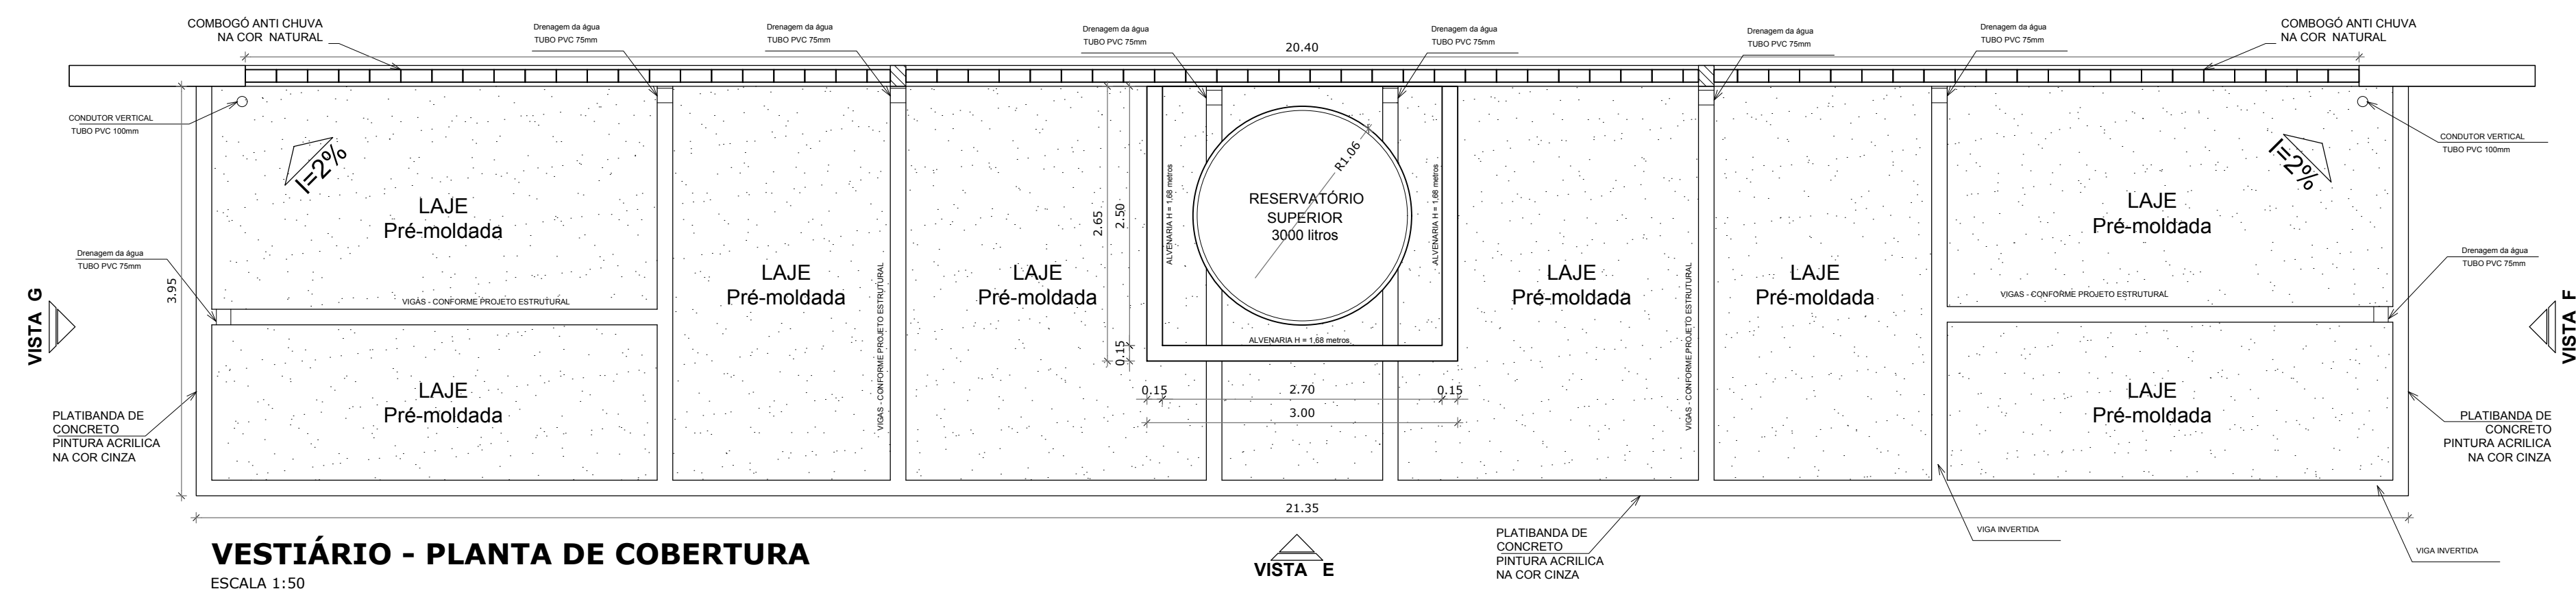 COMBOGÓ ANTI CHUVA
NA COR NATURAL
Drenagem da água
TUBO PVC 75mm
Drenagem da água
TUBO PVC 75mm
Drenagem da água
TUBO PVC 75mm
20.40
Drenagem da água
TUBO PVC 75mm
Drenagem da água
TUBO PVC 75mm
Drenagem da água
TUBO PVC 75mm
COMBOGÓ ANTI CHUVA
NA COR NATURAL
CONDUTOR VERTICAL
TUBO PVC 100mm
I=2%
LAJE
Pré-moldada
Drenagem da água
TUBO PVC 75mm
3.95
VIGAS - CONFORME PROJETO ESTRUTURAL
VISTA G
LAJE
Pré-moldada
PLATIBANDA DE
CONCRETO
PINTURA ACRILICA
NA COR CINZA
LAJE
Pré-moldada
VIGAS - CONFORME PROJETO ESTRUTURAL
LAJE
Pré-moldada
2.65
2.50
0.15
ALVENARIA H = 1,68 metros
R1.06
RESERVATÓRIO
SUPERIOR
3000 litros
ALVENARIA H = 1,68 metros
ALVENARIA H = 1,68 metros
0.15
2.70
0.15
3.00
LAJE
Pré-moldada
VIGAS - CONFORME PROJETO ESTRUTURAL
LAJE
Pré-moldada
I=2%
LAJE
Pré-moldada
VIGAS - CONFORME PROJETO ESTRUTURAL
LAJE
Pré-moldada
CONDUTOR VERTICAL
TUBO PVC 100mm
Drenagem da água
TUBO PVC 75mm
VISTA F
PLATIBANDA DE
CONCRETO
PINTURA ACRILICA
NA COR CINZA
21.35
VESTIÁRIO - PLANTA DE COBERTURA
ESCALA 1:50
VISTA E
PLATIBANDA DE
CONCRETO
PINTURA ACRILICA
NA COR CINZA
VIGA INVERTIDA
VIGA INVERTIDA